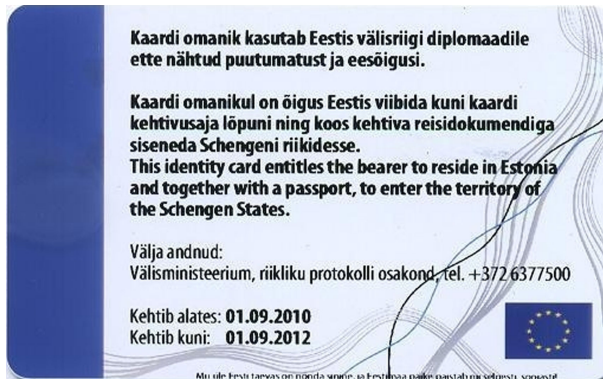 Kaardi omanik kasutab Eestis välisriigi diplomaadile
ette nähtud puutumatust ja eesõigusi.
Kaardi omanikul on õigus Eestis viibida kuni kaardi
kehtivusaja lõpuni ning koos kehtiva reisidokumendiga
siseneda Schengeni riikidesse.
This identity card entitles the bearer to reside in Estonia
and together with a passport, to enter the territory of
the Schengen States.
Välja andnud:
Välisministeerium, riikliku protokolli osakond, tel. +372 6377500
Kehtib alates: 01.09.2010
Kehtib kuni: 01.09.2012